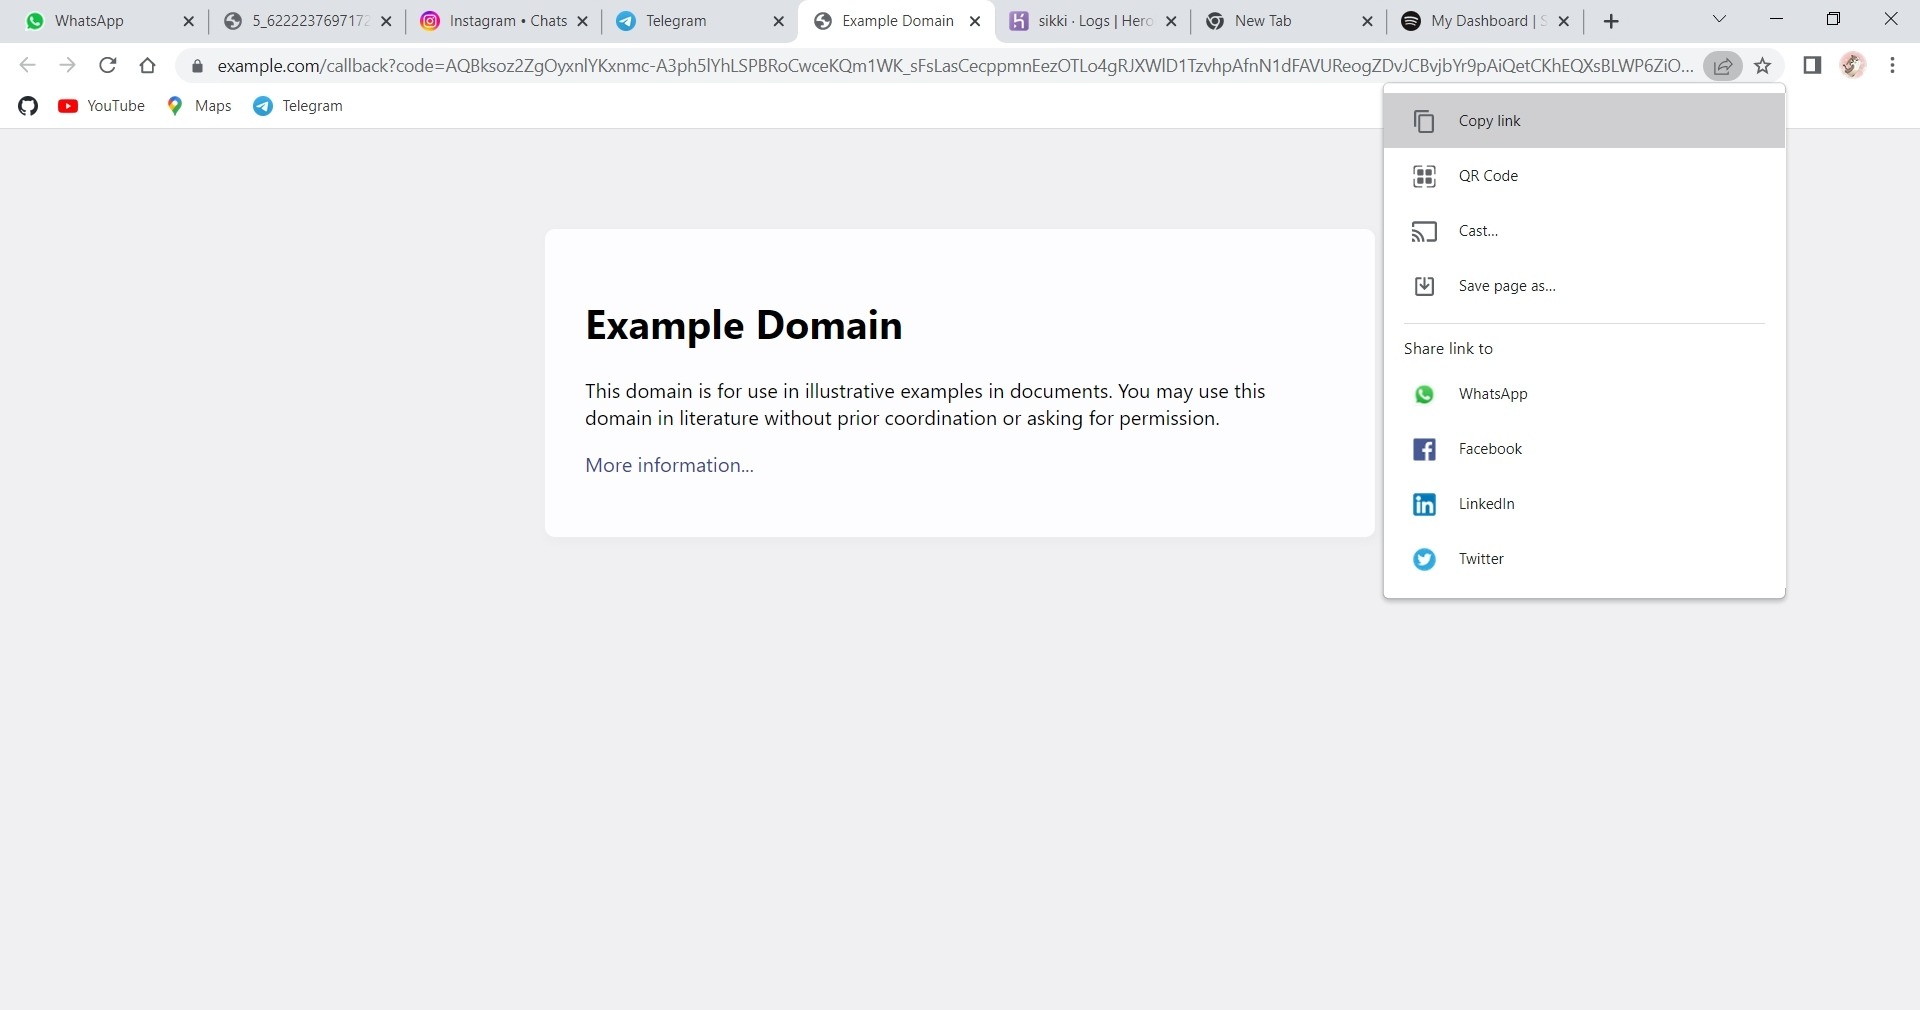 WhatsApp
5_6222237697172
Instagram • Chats
Telegram
Example Domain
sikki · Logs | Hero
New Tab
My Dashboard | S
example.com/callback?code=AQBksoz2ZgOyxnlYKxnmc-A3ph5lYhLSPBRoCwceKQm1WK_sFsLasCecppmnEezOTLo4gRJXWlD1TzvhpAfnN1dFAVUReogZDvJCBvjbYr9pAiQetCKhEQXsBLWP6ZiO...
YouTube
Maps
Telegram
Copy link
QR Code
Cast...
Save page as...
Share link to
WhatsApp
Facebook
LinkedIn
Twitter
Example Domain
This domain is for use in illustrative examples in documents. You may use this
domain in literature without prior coordination or asking for permission.
More information...